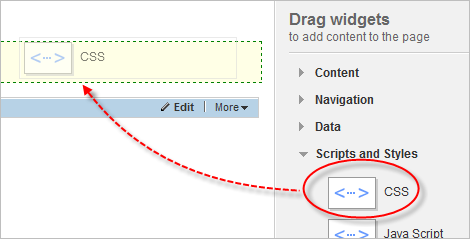 CSS
Edit
More
Drag widgets
to add content to the page
Content
Navigation
Data
Scripts and Styles
CSS
Java Script